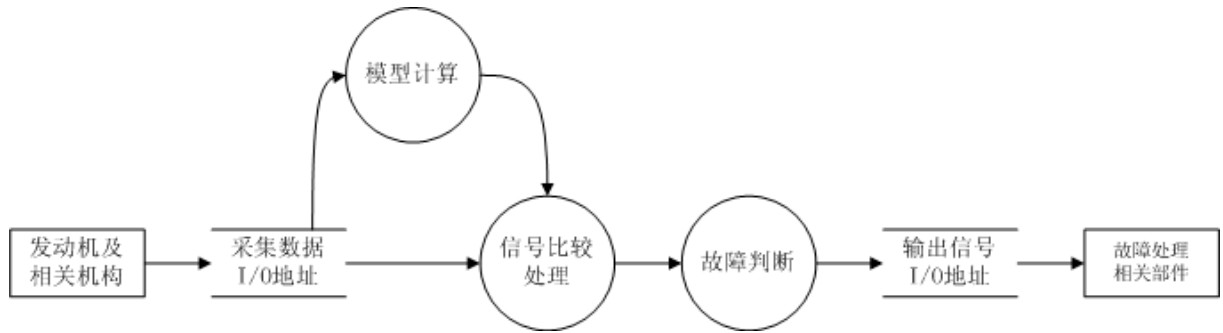 模型计算
发动机及
相关机构
采集数据
I/O地址
信号比较
处理
故障判断
输出信号
I/O地址
故障处理
相关部件